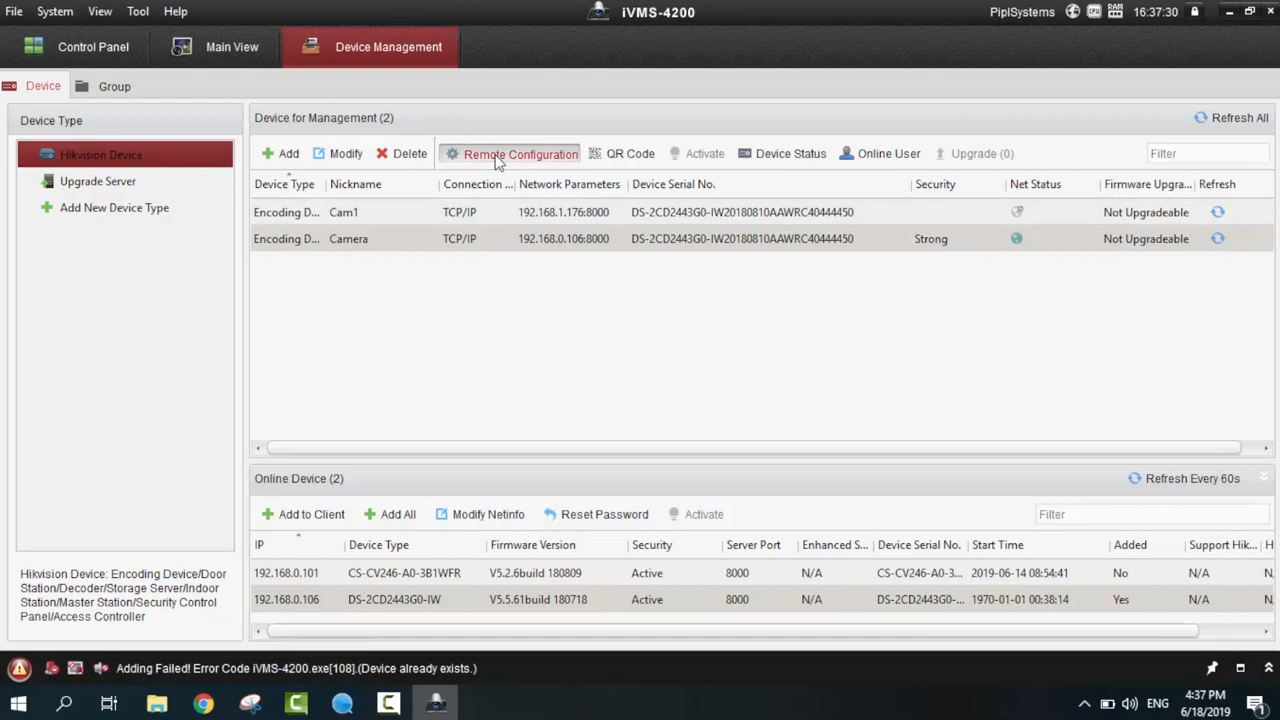 File System View Tool Help iVMS-4200 PiplSystems 16:37:30
Control Panel Main View Device Management
Device Group
Device Type
Hikvision Device
Upgrade Server
Add New Device Type
Hikvision Device: Encoding Device/Door
Station/Decoder/Storage Server/Indoor
Station/Master Station/Security Control
Panel/Access Controller
Device for Management (2) Refresh All
Add Modify Delete Remote Configuration QR Code Activate Device Status Online User Upgrade (0) Filter
Device Type Nickname Connection ... Network Parameters Device Serial No. Security Net Status Firmware Upgra... Refresh
Encoding D... Cam1 TCP/IP 192.168.1.176:8000 DS-2CD2443G0-IW20180810AAWRC40444450 Not Upgradeable
Encoding D... Camera TCP/IP 192.168.0.106:8000 DS-2CD2443G0-IW20180810AAWRC40444450 Strong Not Upgradeable
Online Device (2) Refresh Every 60s
Add to Client Add All Modify Netinfo Reset Password Activate Filter
IP Device Type Firmware Version Security Server Port Enhanced S... Device Serial No. Start Time Added Support Hik... H
192.168.0.101 CS-CV246-A0-3B1WFR V5.2.6build 180809 Active 8000 N/A CS-CV246-A0-3... 2019-06-14 08:54:41 No N/A N/
192.168.0.106 DS-2CD2443G0-IW V5.5.61build 180718 Active 8000 N/A DS-2CD2443G0-... 1970-01-01 00:38:14 Yes N/A N/
Adding Failed! Error Code iVMS-4200.exe[108].(Device already exists.)
ENG 4:37 PM
6/18/2019